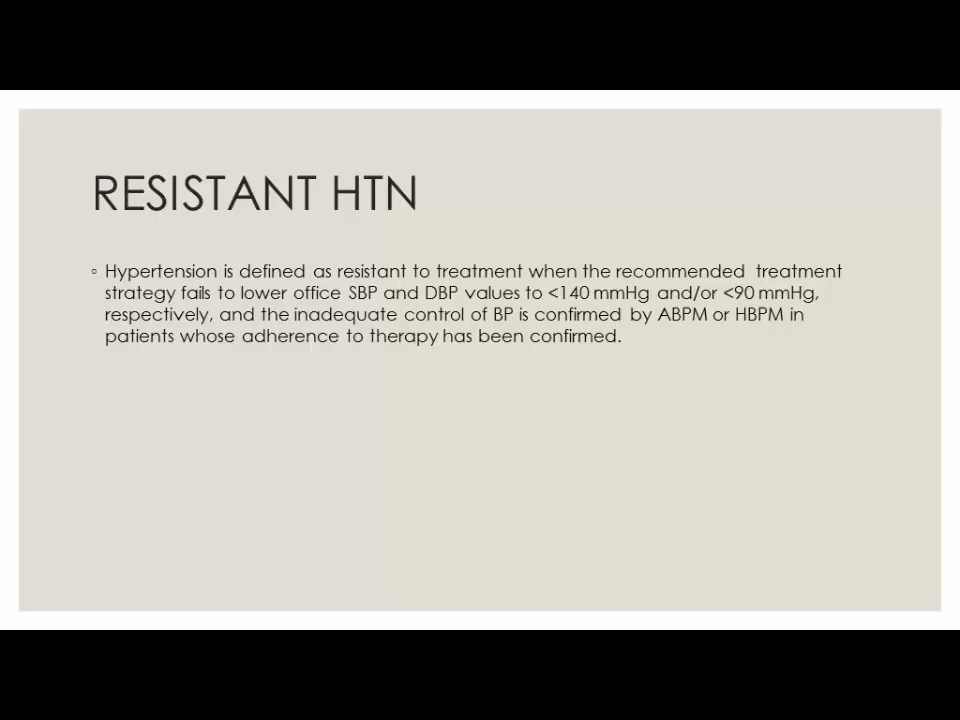 RESISTANT HTN
◦ Hypertension is defined as resistant to treatment when the recommended treatment
strategy fails to lower office SBP and DBP values to <140 mmHg and/or <90 mmHg,
respectively, and the inadequate control of BP is confirmed by ABPM or HBPM in
patients whose adherence to therapy has been confirmed.